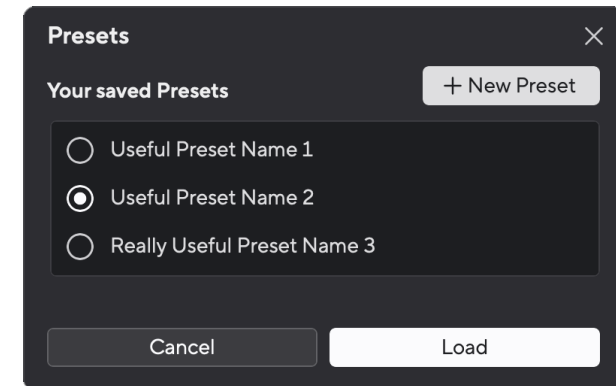 Presets
Your saved Presets
+ New Preset
Useful Preset Name 1
Useful Preset Name 2
Really Useful Preset Name 3
Cancel
Load